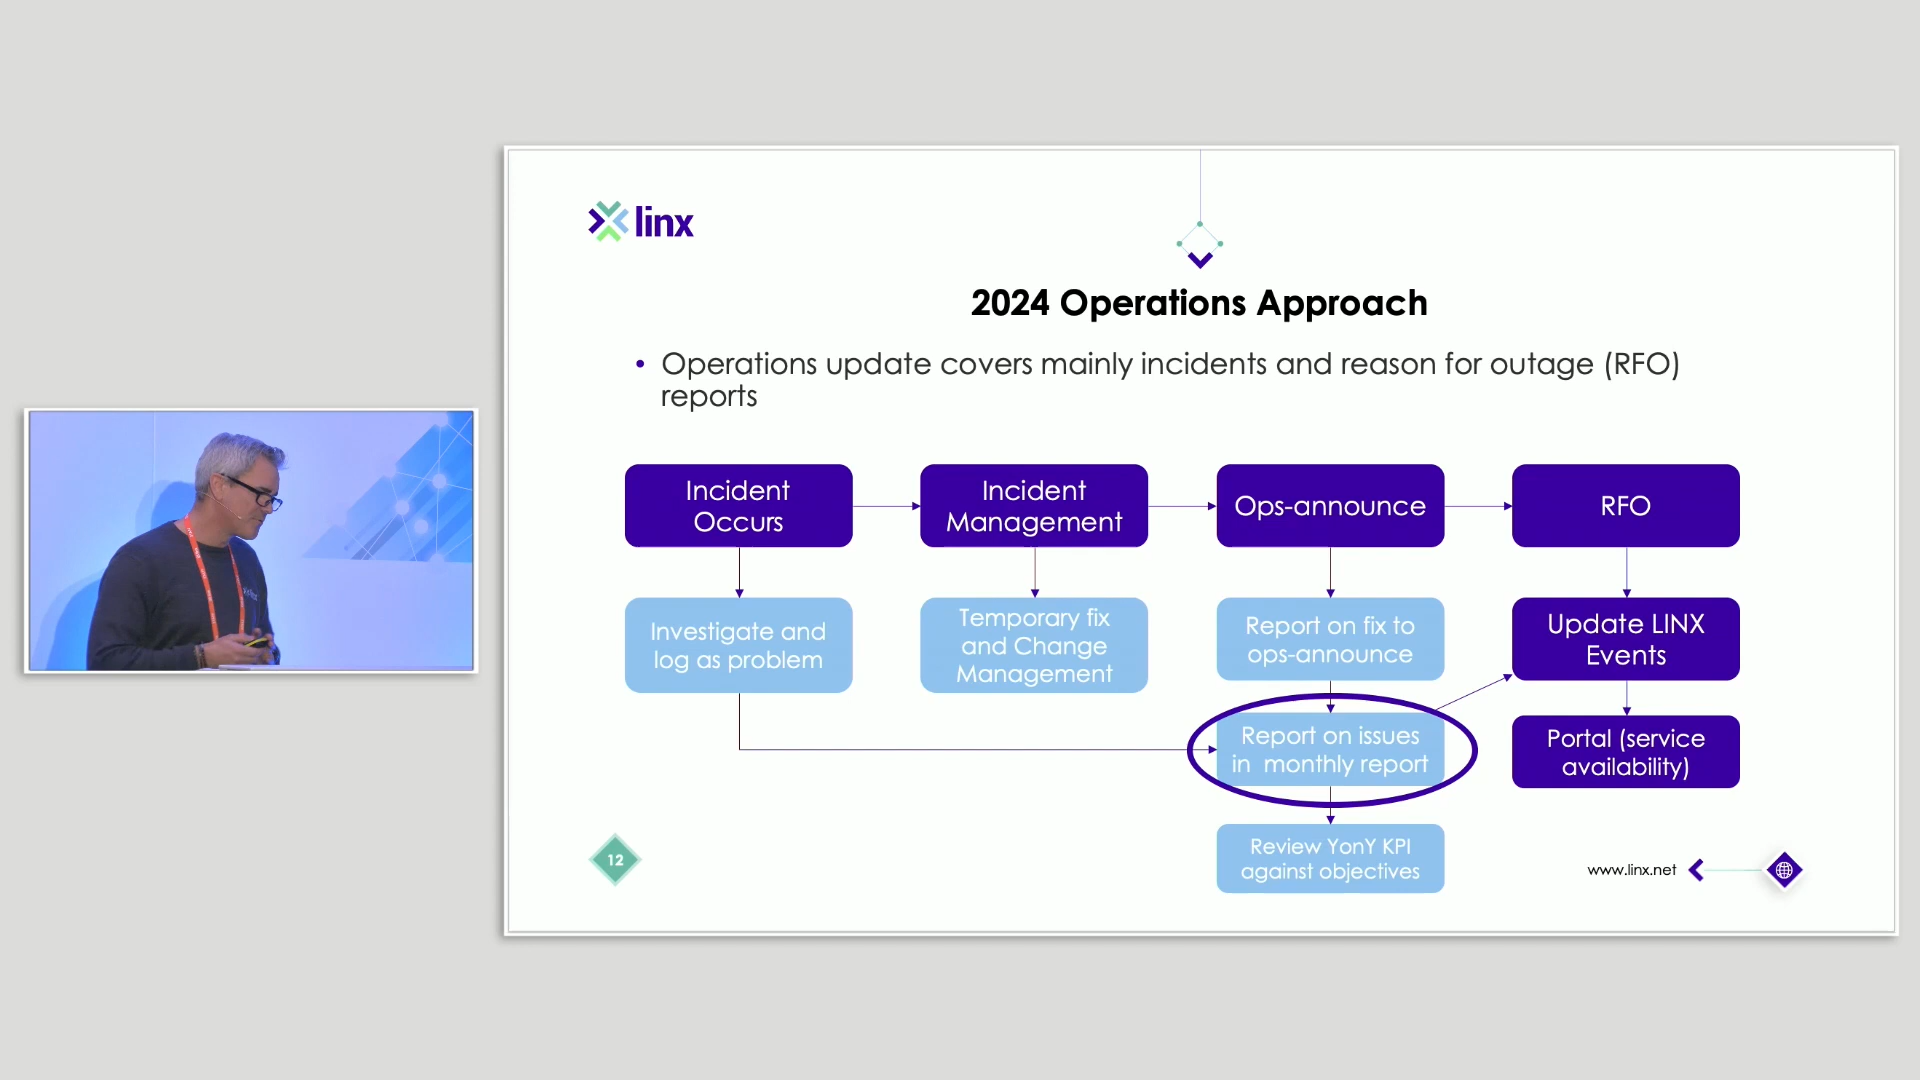 linx
2024 Operations Approach
• Operations update covers mainly incidents and reason for outage (RFO)
reports
Incident
Occurs
Incident
Management
Ops-announce
RFO
Investigate and
log as problem
Temporary fix
and Change
Management
Report on fix to
ops-announce
Update LINX
Events
Report on issues
in monthly report
Portal (service
availability)
Review YonY KPI
against objectives
12
www.linx.net